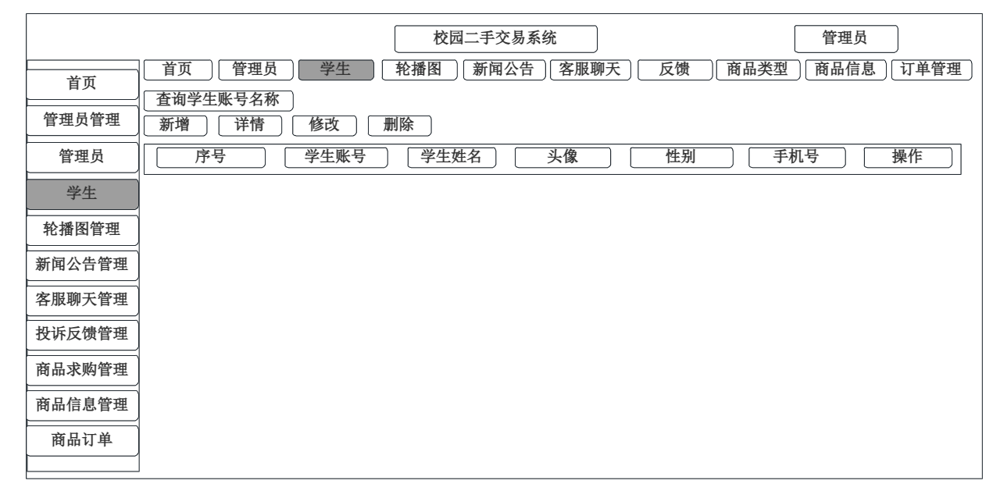 校园二手交易系统 管理员
首页 管理员 学生 轮播图 新闻公告 客服聊天 反馈 商品类型 商品信息 订单管理
查询学生账号名称
新增 详情 修改 删除
序号 学生账号 学生姓名 头像 性别 手机号 操作
首页
管理员管理
管理员
学生
轮播图管理
新闻公告管理
客服聊天管理
投诉反馈管理
商品求购管理
商品信息管理
商品订单